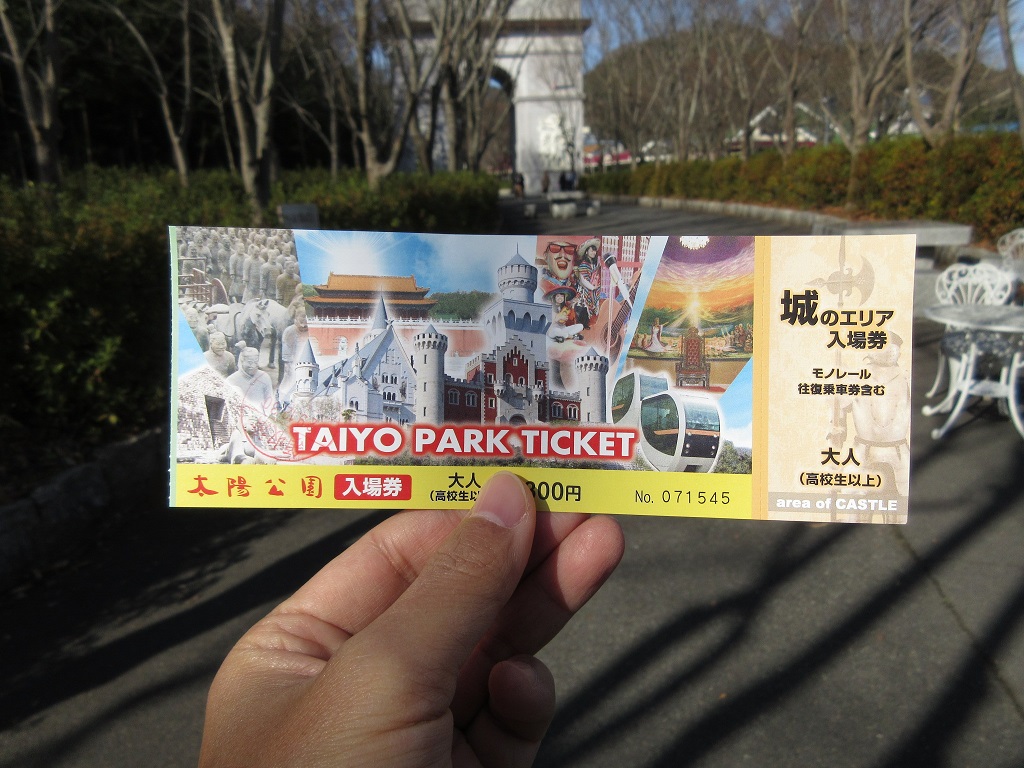 TAIYO PARK TICKET
太陽公園 入場券 大人 00円 No. 071545
(高校生以
城のエリア
入場券
モノレール
往復乗車券含む
大人
(高校生以上)
area of CASTLE